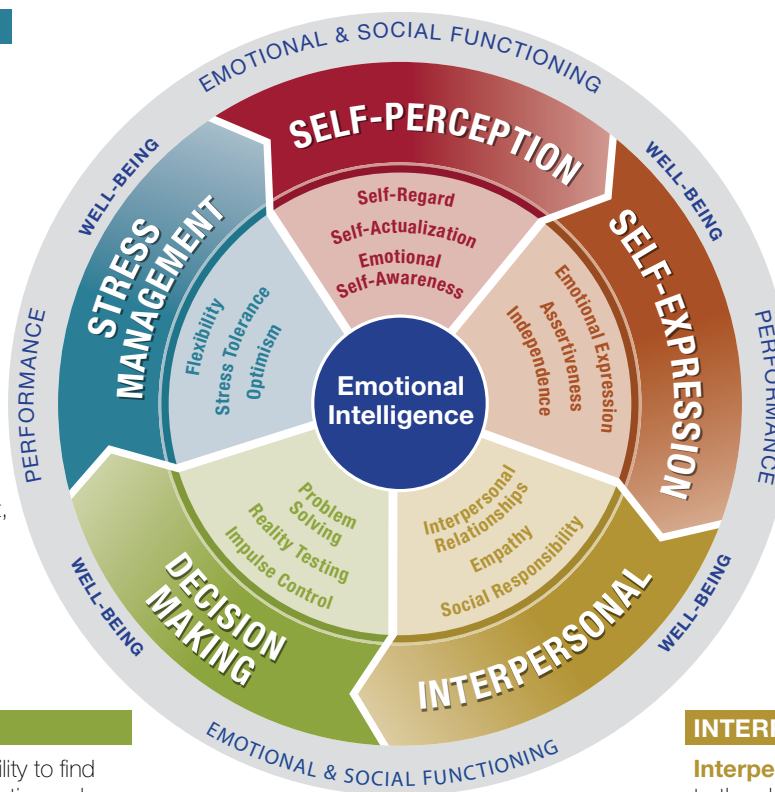 EMOTIONAL & SOCIAL FUNCTIONING
WELL-BEING
WELL-BEING
SELF-PERCEPTION
Self-Regard
Self-Actualization
Emotional
Self-Awareness
STRESS
MANAGEMENT
Flexibility
Stress Tolerance
Optimism
SELF-EXPRESSION
Emotional Expression
Assertiveness
Independence
PERFORMANCE
PERFORMANCE
Emotional
Intelligence
DECISION
MAKING
Problem
Solving
Reality Testing
Impulse Control
INTERPERSONAL
Interpersonal
Relationships
Empathy
Social Responsibility
WELL-BEING
WELL-BEING
EMOTIONAL & SOCIAL FUNCTIONING
to find